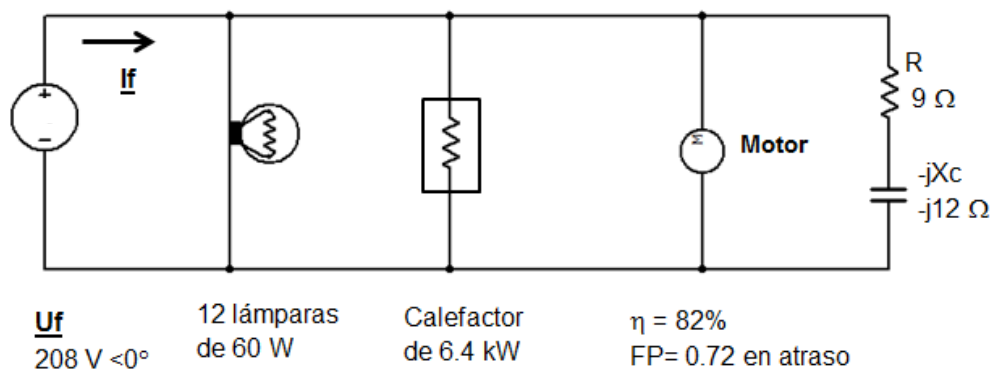 If
R
9 Ω
M
Motor
-jXc
-j12 Ω
Uf
208 V <0°
12 lámparas
de 60 W
Calefactor
de 6.4 kW
η = 82%
FP= 0.72 en atraso